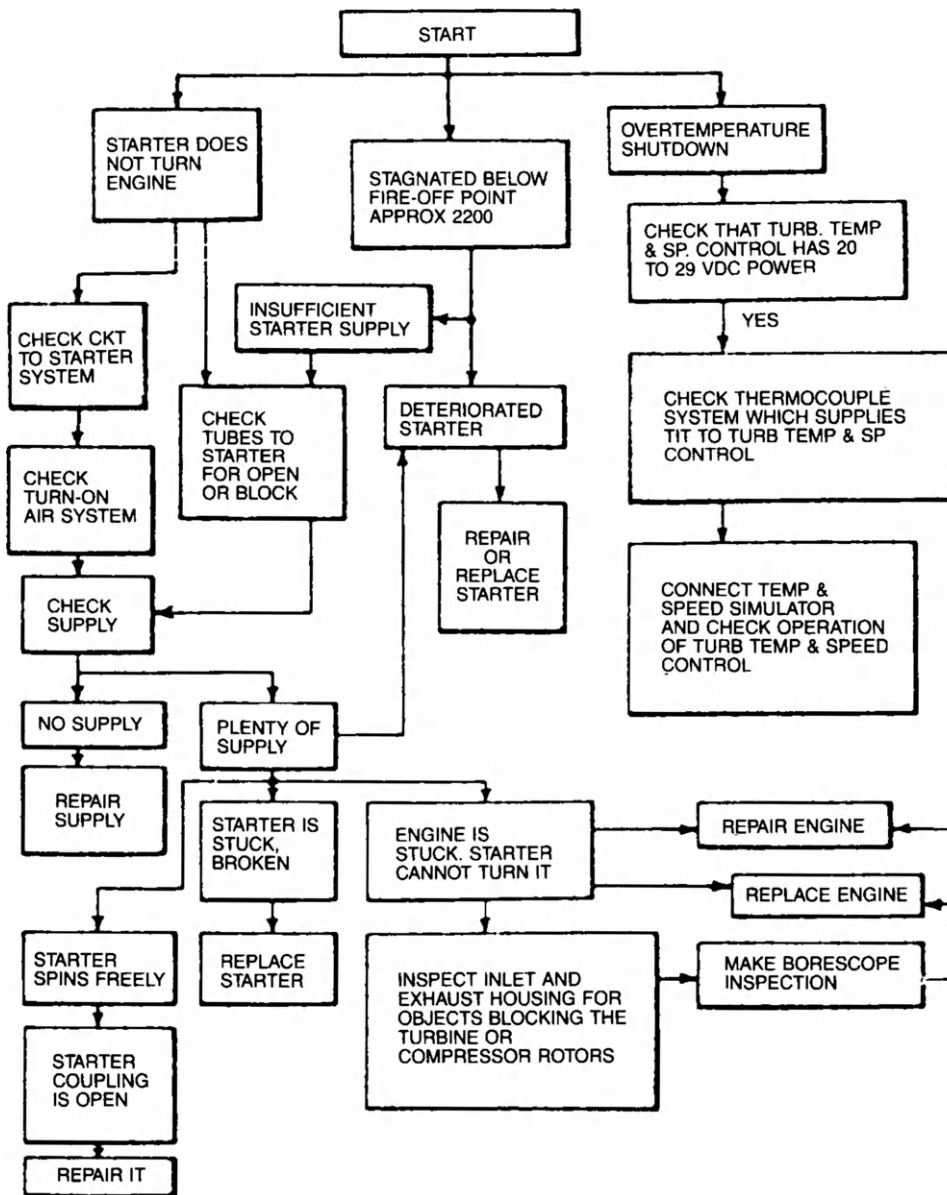 START
STARTER DOES
NOT TURN
ENGINE
STAGNATED BELOW
FIRE-OFF POINT
APPROX 2200
OVERTEMPERATURE
SHUTDOWN
CHECK THAT TURB. TEMP
& SP. CONTROL HAS 20
TO 29 VDC POWER
YES
INSUFFICIENT
STARTER SUPPLY
CHECK CKT
TO STARTER
SYSTEM
CHECK
TUBES TO
STARTER
FOR OPEN
OR BLOCK
DETERIORATED
STARTER
CHECK THERMOCOUPLE
SYSTEM WHICH SUPPLIES
TIT TO TURB TEMP & SP
CONTROL
CHECK
TURN-ON
AIR SYSTEM
REPAIR
OR
REPLACE
STARTER
CONNECT TEMP &
SPEED SIMULATOR
AND CHECK OPERATION
OF TURB TEMP & SPEED
CONTROL
CHECK
SUPPLY
NO SUPPLY
PLENTY OF
SUPPLY
REPAIR
SUPPLY
STARTER IS
STUCK,
BROKEN
ENGINE IS
STUCK. STARTER
CANNOT TURN IT
REPAIR ENGINE
REPLACE ENGINE
STARTER
SPINS FREELY
REPLACE
STARTER
INSPECT INLET AND
EXHAUST HOUSING FOR
OBJECTS BLOCKING THE
TURBINE OR
COMPRESSOR ROTORS
MAKE BORESCOPE
INSPECTION
STARTER
COUPLING
IS OPEN
REPAIR IT